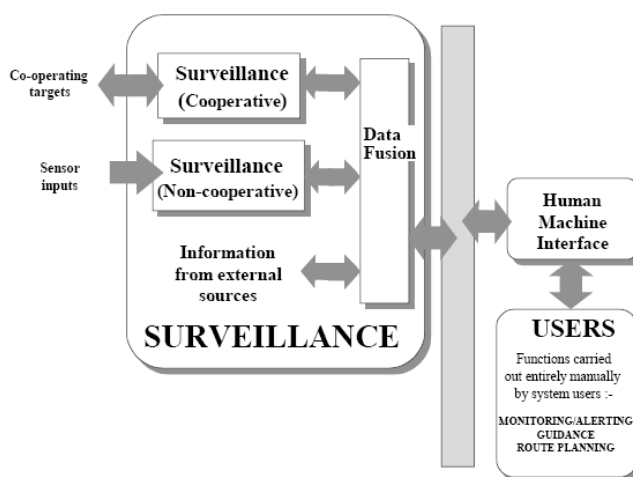 Co-operating
targets
Surveillance
(Cooperative)
Sensor
inputs
Surveillance
(Non-cooperative)
Information
from external
sources
Data
Fusion
SURVEILLANCE
Human
Machine
Interface
USERS
Functions carried
out entirely manually
by system users :-
MONITORING/ALERTING
GUIDANCE
ROUTE PLANNING